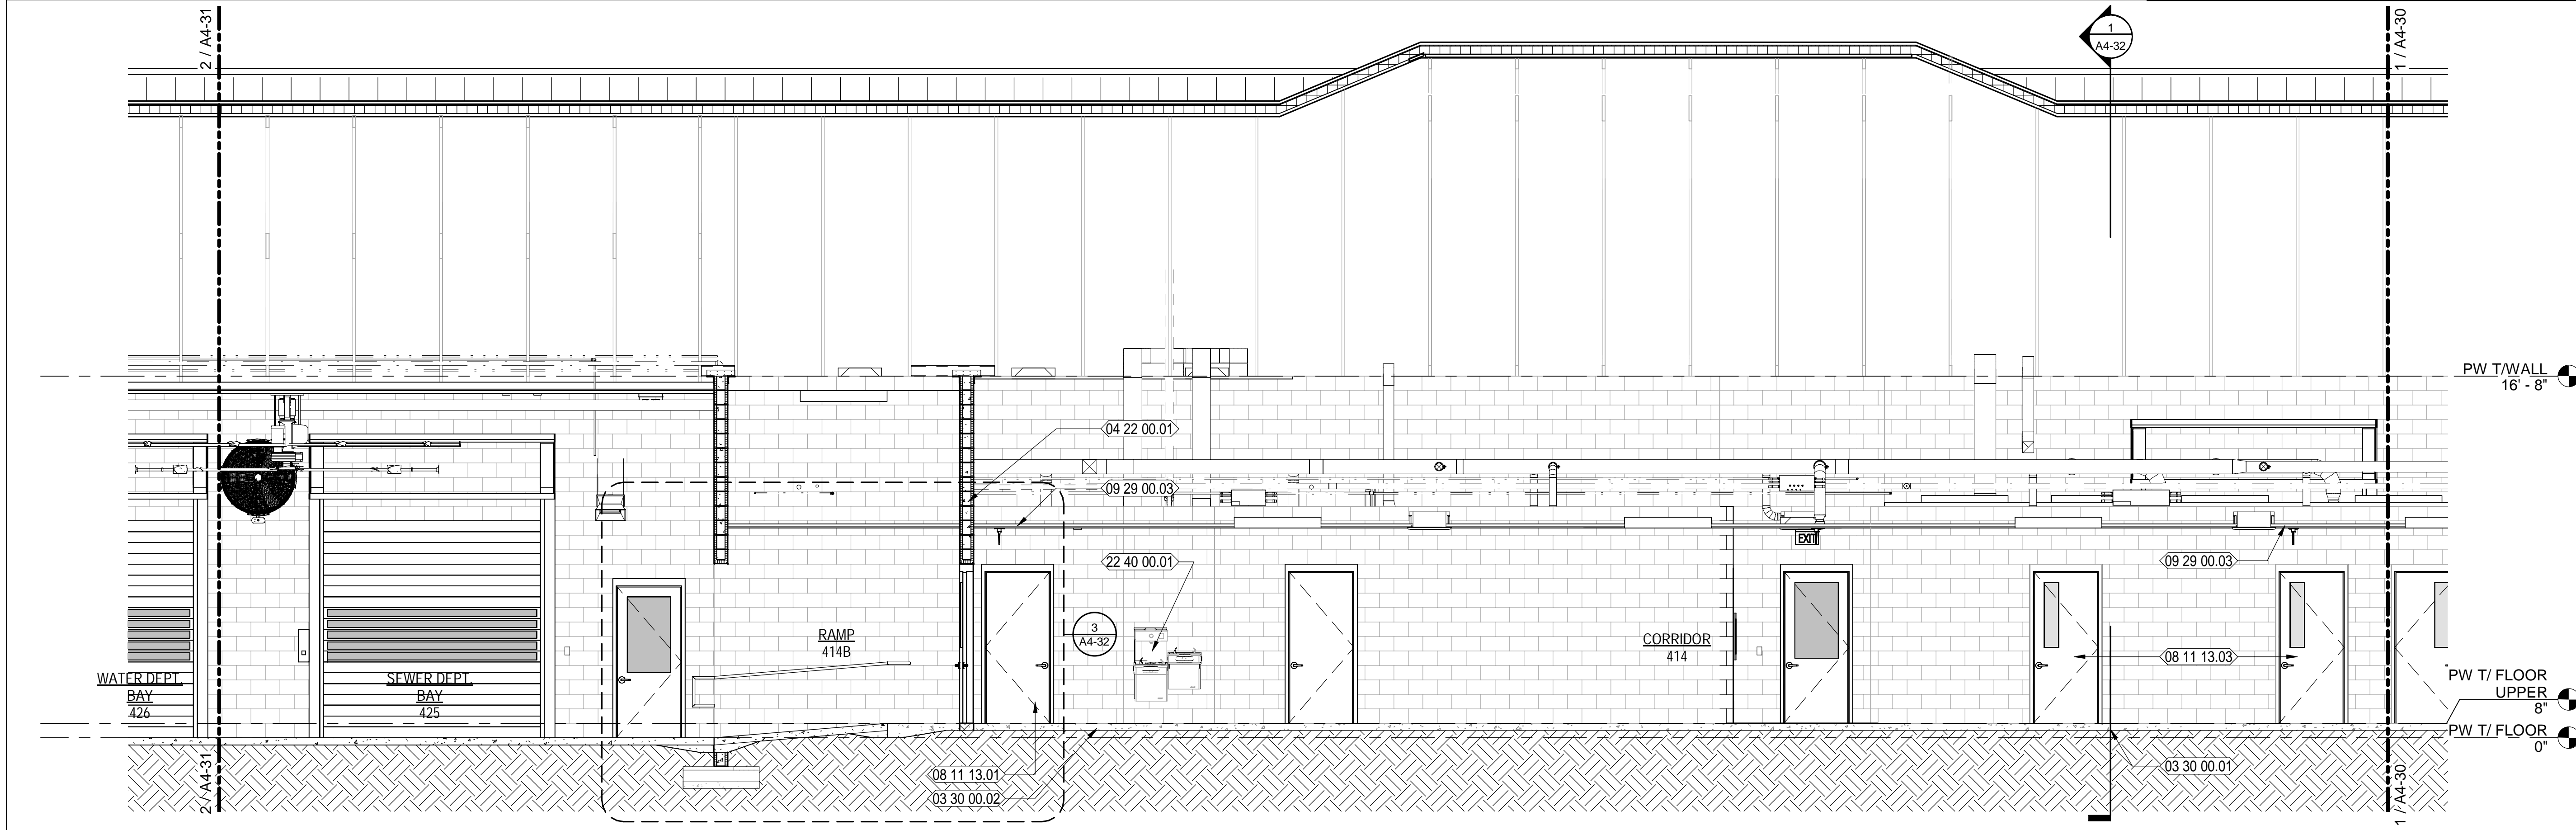 2 / A4-31
1
A4-32
1 / A4-30
PW T/WALL
16' - 8"
04 22 00.01
09 29 00.03
EXIT
22 40 00.01
09 29 00.03
3
A4-32
RAMP
414B
CORRIDOR
414
08 11 13.03
WATER DEPT.
BAY
426
SEWER DEPT.
BAY
425
PW T/ FLOOR
UPPER
8"
PW T/ FLOOR
0"
08 11 13.01
03 30 00.02
03 30 00.01
2 / A4-31
1 / A4-30